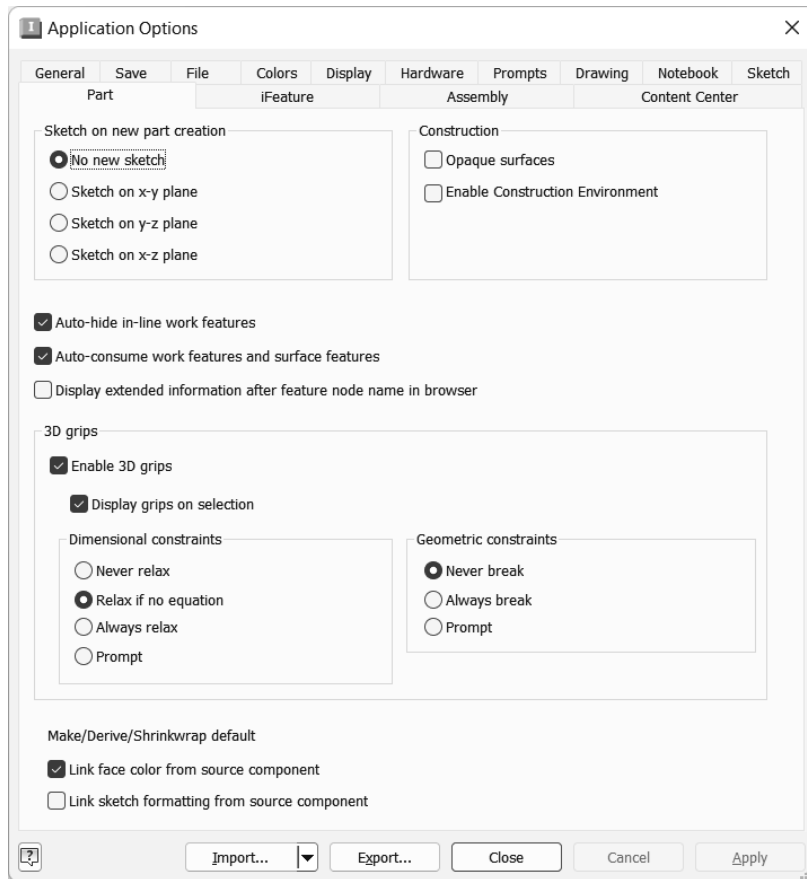 I Application Options
General Save File Colors Display Hardware Prompts Drawing Notebook Sketch
Part iFeature Assembly Content Center
Sketch on new part creation
No new sketch
Sketch on x-y plane
Sketch on y-z plane
Sketch on x-z plane
Construction
Opaque surfaces
Enable Construction Environment
Auto-hide in-line work features
Auto-consume work features and surface features
Display extended information after feature node name in browser
3D grips
Enable 3D grips
Display grips on selection
Dimensional constraints
Never relax
Relax if no equation
Always relax
Prompt
Geometric constraints
Never break
Always break
Prompt
Make/Derive/Shrinkwrap default
Link face color from source component
Link sketch formatting from source component
? Import... Export... Close Cancel Apply